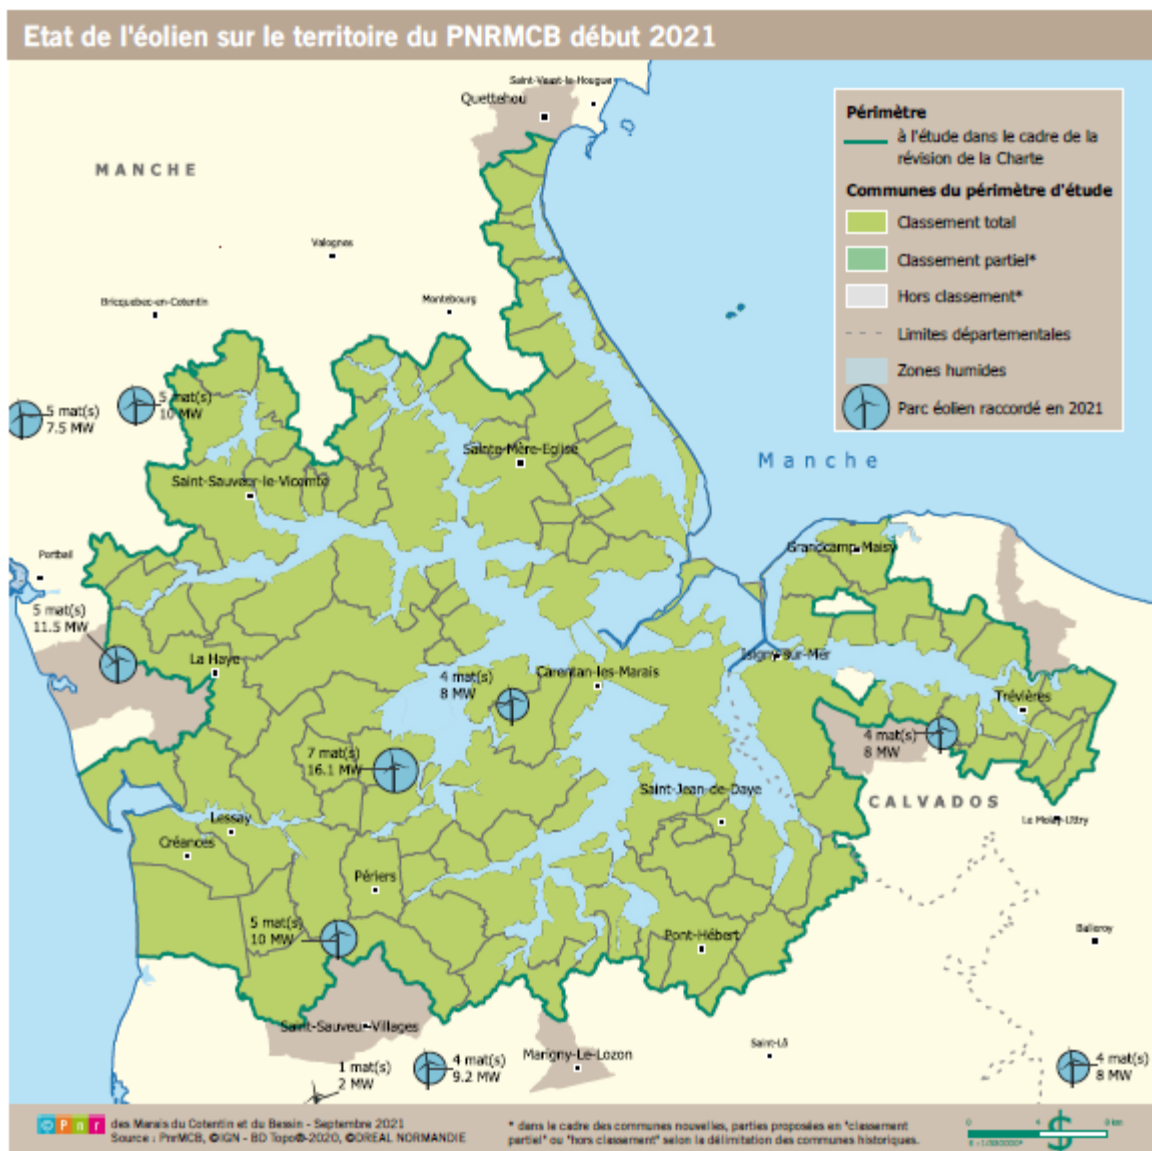 Etat de l'éolien sur le territoire du PNRMCB début 2021
Saint-Vaast-la-Hougue
Quettehou
MANCHE
Valognes
Bricquebec-en-Cotentin
Montebourg
Périmètre
à l'étude dans le cadre de la
révision de la Charte
Communes du périmètre d'étude
Classement total
Classement partiel*
Hors classement*
Limites départementales
Zones humides
Parc éolien raccordé en 2021
5 mat(s)
7.5 MW
5 mat(s)
10 MW
Sainte-Mère-Eglise
Manche
Saint-Sauveur-le-Vicomte
Grandcamp-Maisy
Portbail
5 mat(s)
11.5 MW
La Haye
Isigny-sur-Mer
Carentan-les-Marais
4 mat(s)
8 MW
Trévières
4 mat(s)
8 MW
7 mat(s)
16.1 MW
Saint-Jean-de-Daye
CALVADOS
Lessay
Créances
Périers
5 mat(s)
10 MW
Pont-Hébert
Balleroy
Saint-Sauveur-Villages
Marigny-Le-Lozon
Saint-Lô
1 mat(s)
2 MW
4 mat(s)
9.2 MW
4 mat(s)
8 MW
Pnr des Marais du Cotentin et du Bessin - Septembre 2021
Source : PnrMCB, ©IGN - BD Topo®-2020, ©DREAL NORMANDIE
* dans le cadre des communes nouvelles, parties proposées en "classement
partiel" ou "hors classement" selon la délimitation des communes historiques.
0 4 8 km